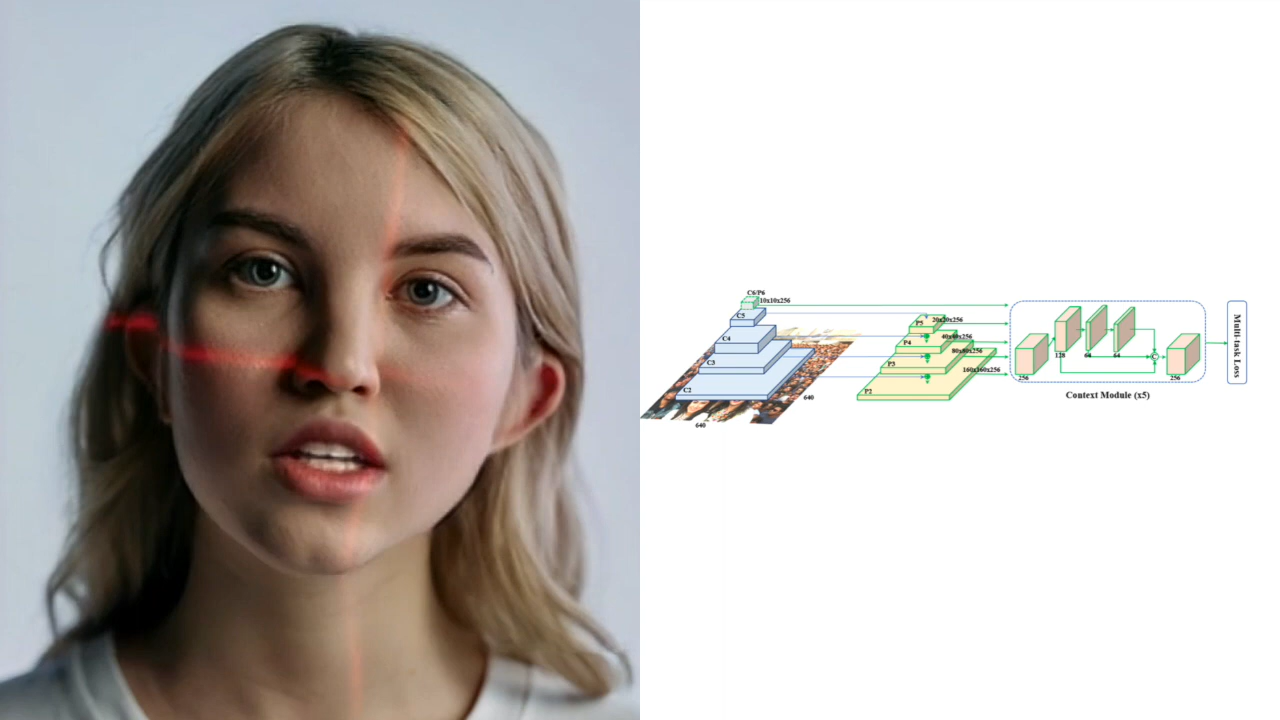 C6/P6
10x10x256
C5
C4
C3
C2
640
640
P5
20x20x256
P4
40x40x256
P3
80x80x256
P2
160x160x256
256
128
64
64
C
256
Context Module (x5)
Multi-task Loss